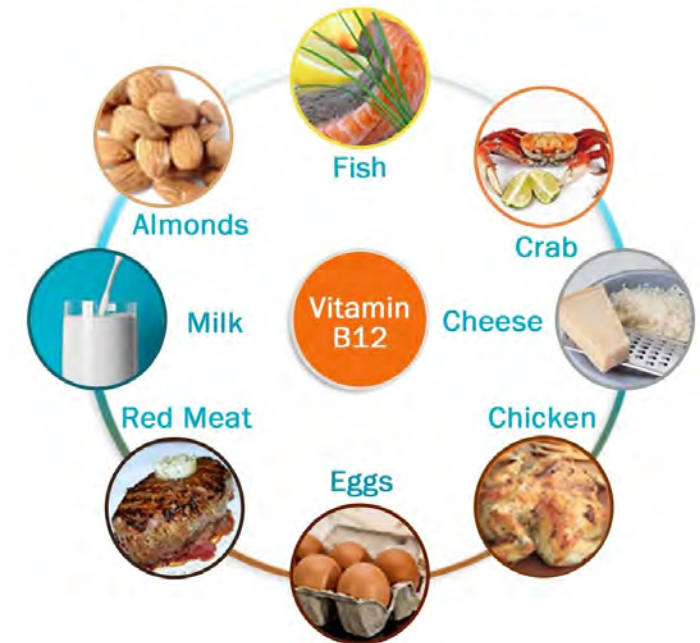 Fish
Almonds
Crab
Milk
Vitamin
B12
Cheese
Red Meat
Chicken
Eggs